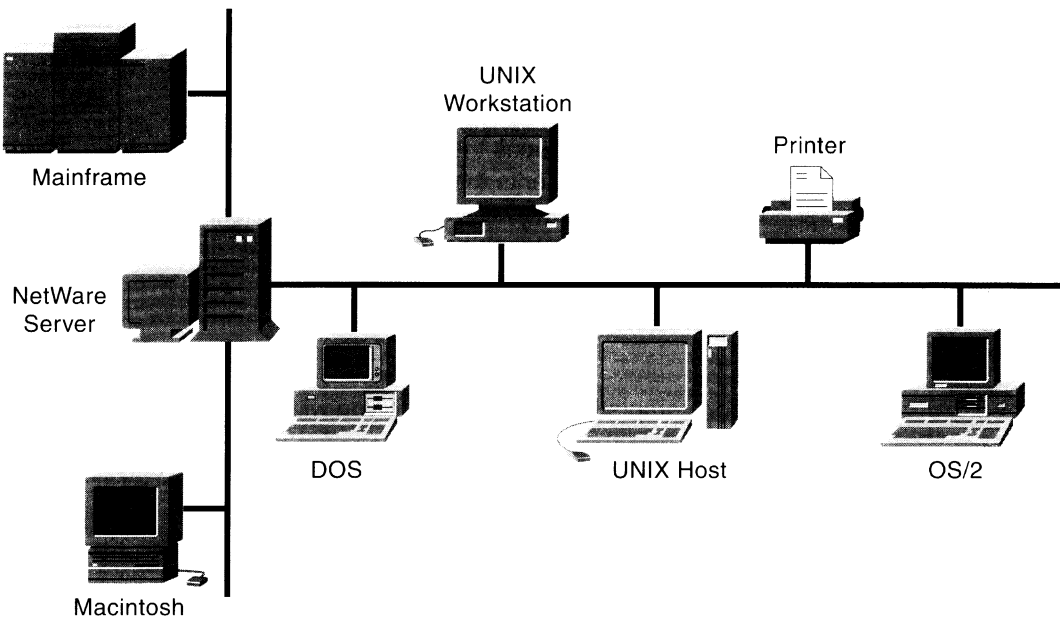 UNIX
Workstation
Printer
Mainframe
NetWare
Server
DOS
UNIX Host
OS/2
Macintosh